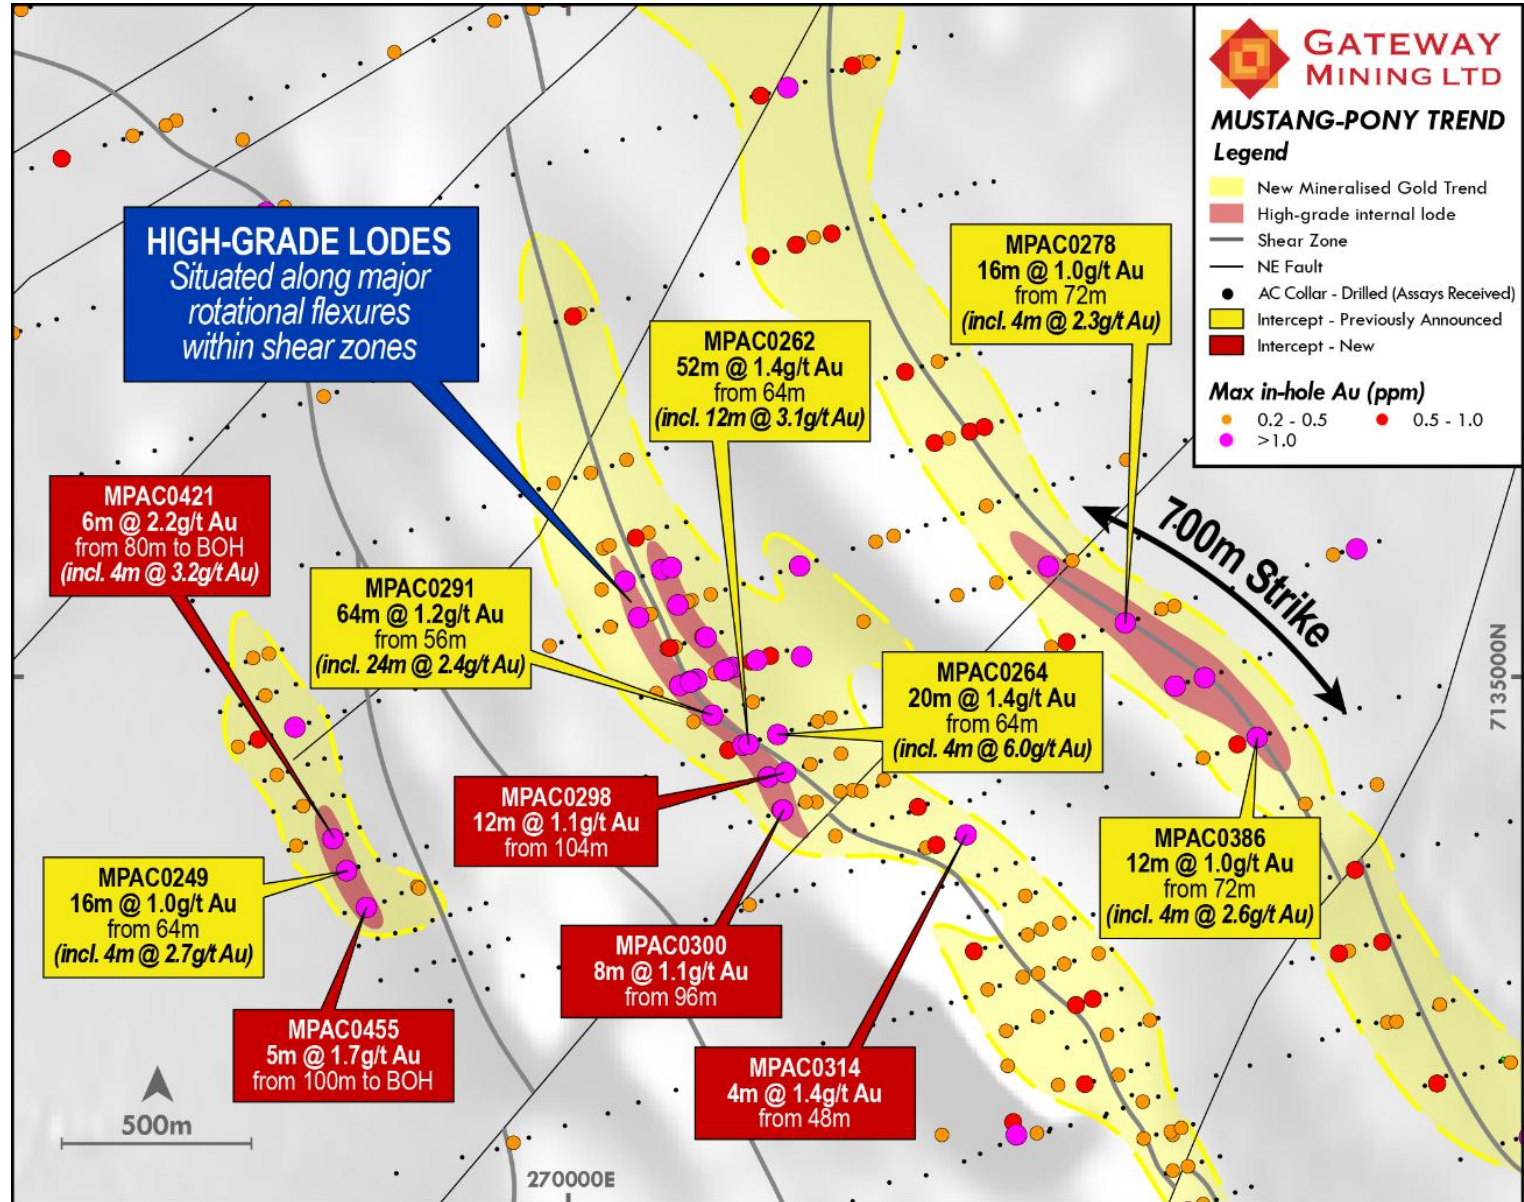 GATEWAY
MINING LTD
MUSTANG-PONY TREND
Legend
New Mineralised Gold Trend
High-grade internal lode
Shear Zone
NE Fault
AC Collar - Drilled (Assays Received)
Intercept - Previously Announced
Intercept - New
Max in-hole Au (ppm)
0.2 - 0.5
0.5 - 1.0
>1.0
HIGH-GRADE LODES
Situated along major
rotational flexures
within shear zones
MPAC0278
16m @ 1.0g/t Au
from 72m
(incl. 4m @ 2.3g/t Au)
MPAC0262
52m @ 1.4g/t Au
from 64m
(incl. 12m @ 3.1g/t Au)
MPAC0421
6m @ 2.2g/t Au
from 80m to BOH
(incl. 4m @ 3.2g/t Au)
700m Strike
MPAC0291
64m @ 1.2g/t Au
from 56m
(incl. 24m @ 2.4g/t Au)
MPAC0264
20m @ 1.4g/t Au
from 64m
(incl. 4m @ 6.0g/t Au)
7135000N
MPAC0298
12m @ 1.1g/t Au
from 104m
MPAC0386
12m @ 1.0g/t Au
from 72m
(incl. 4m @ 2.6g/t Au)
MPAC0249
16m @ 1.0g/t Au
from 64m
(incl. 4m @ 2.7g/t Au)
MPAC0300
8m @ 1.1g/t Au
from 96m
MPAC0455
5m @ 1.7g/t Au
from 100m to BOH
MPAC0314
4m @ 1.4g/t Au
from 48m
500m
270000E